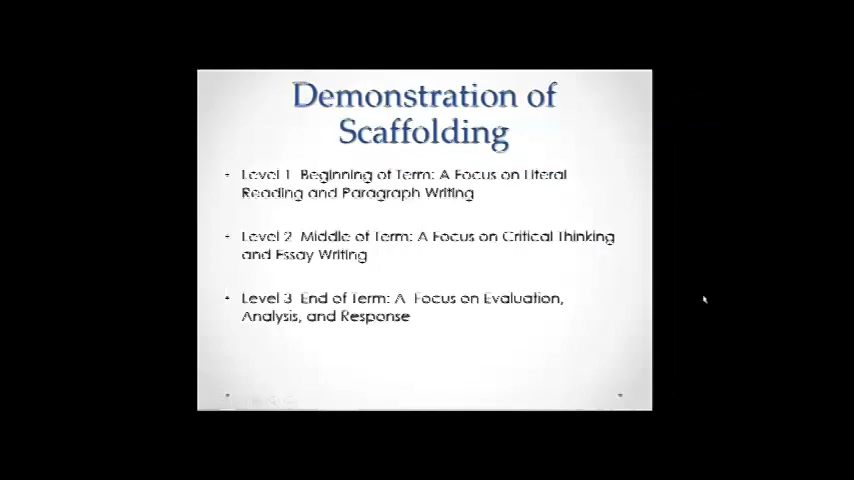 Demonstration of
Scaffolding
Level 1 Beginning of Term: A Focus on Literal
Reading and Paragraph Writing
Level 2 Middle of Term: A Focus on Critical Thinking
and Essay Writing
Level 3 End of Term: A Focus on Evaluation,
Analysis, and Response